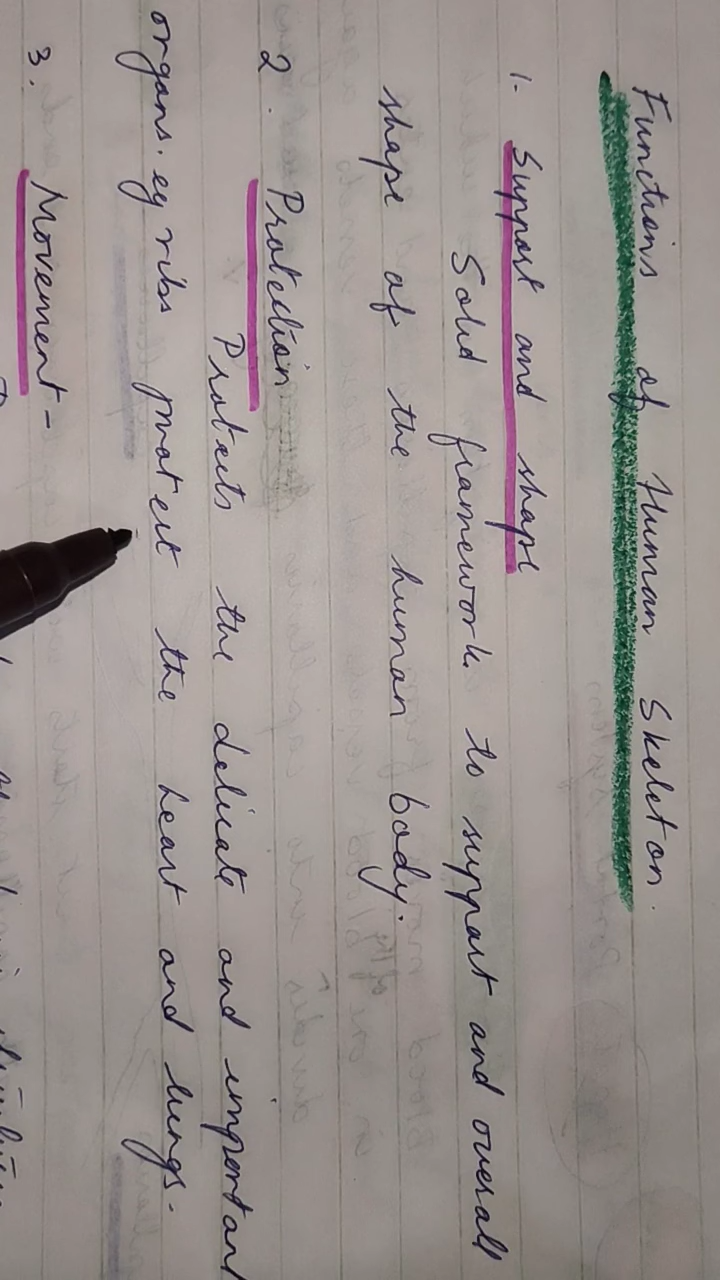 Functions of Human Skeleton.
1- Support and shape
Solid framework to support and overall
shape of the human body.
2. Protection
Protects the delicate and important
organs. eg ribs protect the heart and lungs.
3. Movement-